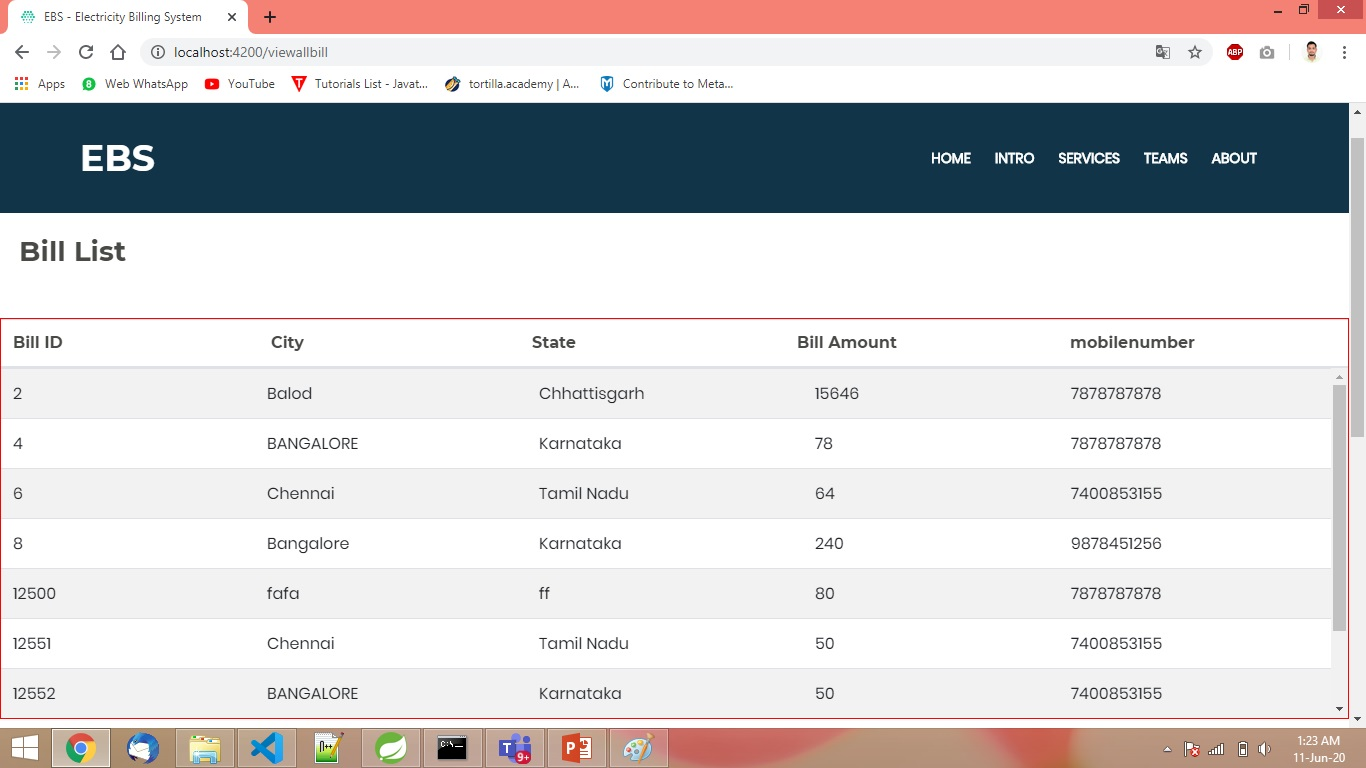 EBS - Electricity Billing System
localhost:4200/viewallbill
ABP
Apps 8 Web WhatsApp YouTube T Tutorials List - Javat... tortilla.academy | A... Contribute to Meta...
EBS HOME INTRO SERVICES TEAMS ABOUT
Bill List
Bill ID City State Bill Amount mobilenumber
2 Balod Chhattisgarh 15646 7878787878
4 BANGALORE Karnataka 78 7878787878
6 Chennai Tamil Nadu 64 7400853155
8 Bangalore Karnataka 240 9878451256
12500 fafa ff 80 7878787878
12551 Chennai Tamil Nadu 50 7400853155
12552 BANGALORE Karnataka 50 7400853155
N++ C:\. T 9+ P 1:23 AM
11-Jun-20